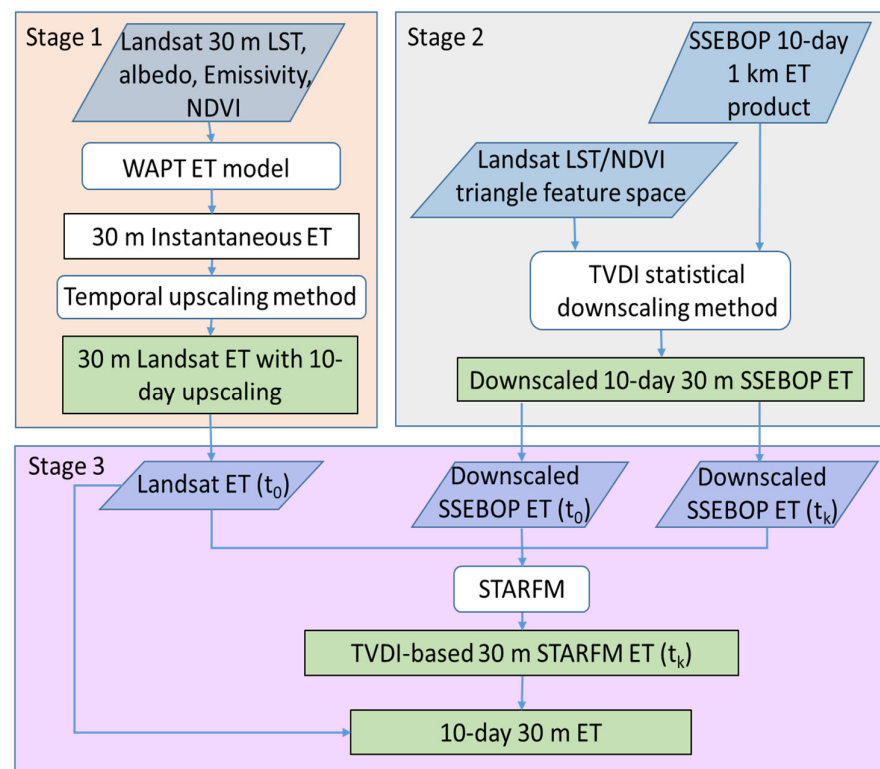 Stage 1
Landsat 30 m LST,
albedo, Emissivity,
NDVI
WAPT ET model
30 m Instantaneous ET
Temporal upscaling method
30 m Landsat ET with 10-
day upscaling
Stage 2
SSEBOP 10-day
1 km ET
product
Landsat LST/NDVI
triangle feature space
TVDI statistical
downscaling method
Downscaled 10-day 30 m SSEBOP ET
Stage 3
Landsat ET (t₀)
Downscaled
SSEBOP ET (t₀)
Downscaled
SSEBOP ET (tₖ)
STARFM
TVDI-based 30 m STARFM ET (tₖ)
10-day 30 m ET